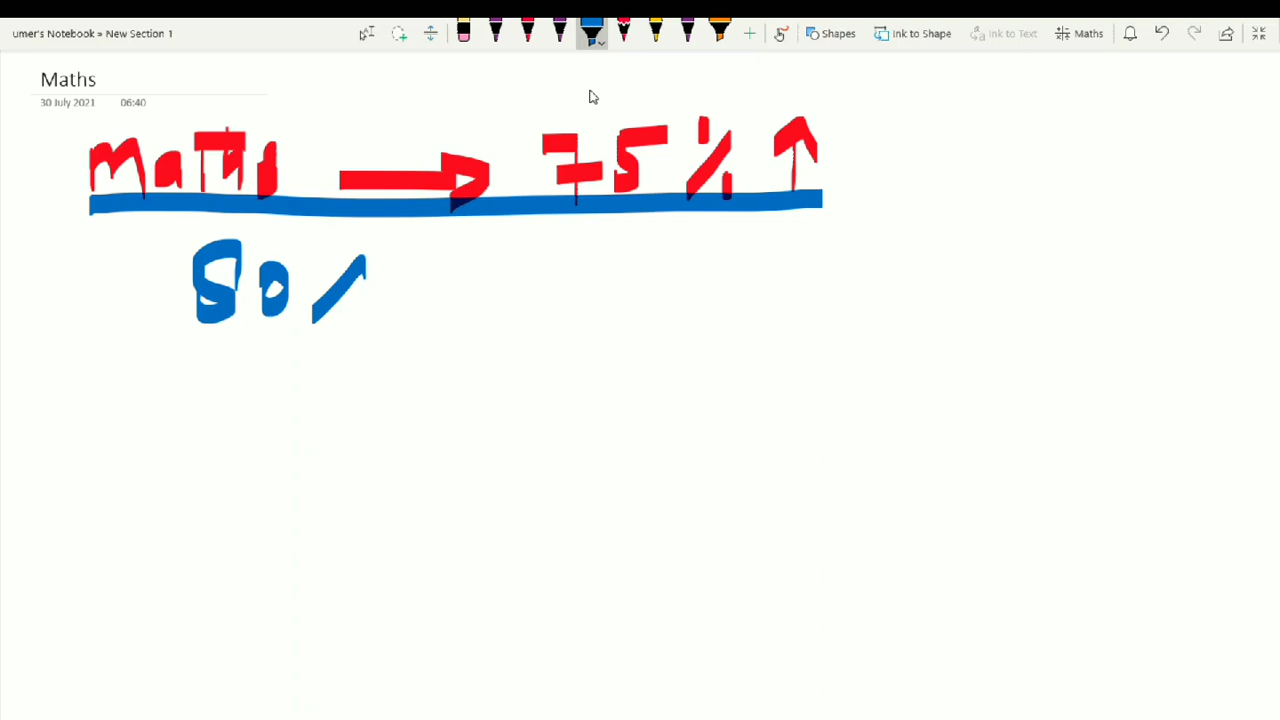 umer's Notebook » New Section 1
Shapes
Ink to Shape
Ink to Text
Maths
Maths
30 July 2021 06:40
maths → 75% ↑
80 /